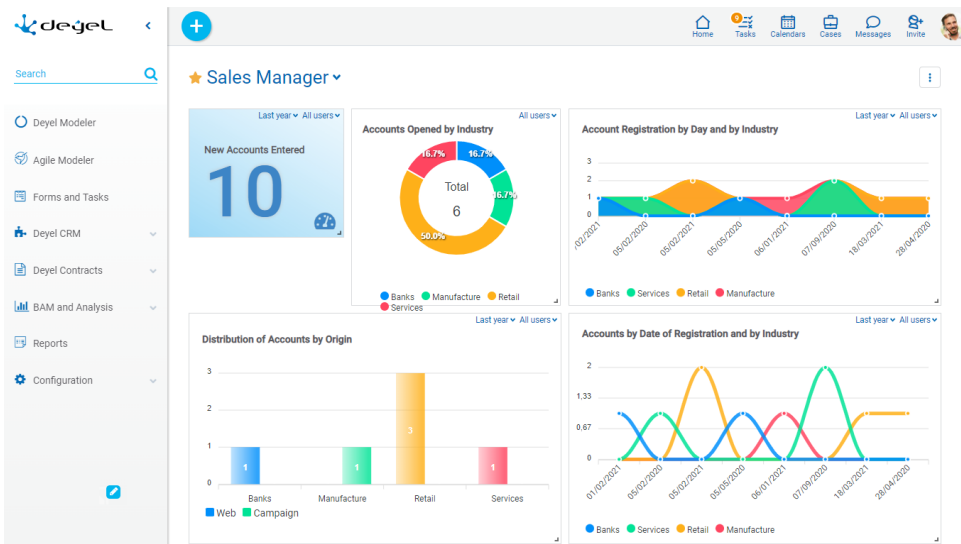 deyel
Home
9
Tasks
Calendars
Cases
Messages
Invite
Search
Deyel Modeler
Agile Modeler
Forms and Tasks
Deyel CRM
Deyel Contracts
BAM and Analysis
Reports
Configuration
Sales Manager
Last year All users
New Accounts Entered
10
All users
Accounts Opened by Industry
16.7% 16.7%
Total
6
16.7%
50.0%
Banks Manufacture Retail
Services
Last year All users
Account Registration by Day and by Industry
3
2
1
0
/02/2021 05/02/2020 05/02/2021 05/05/2020 06/01/2021 07/09/2020 18/03/2021 28/04/2020
Banks Services Retail Manufacture
Last year All users
Distribution of Accounts by Origin
3
2
1
0
1 1 3 1
Banks Manufacture Retail Services
Web Campaign
Last year All users
Accounts by Date of Registration and by Industry
2
1,33
0,67
0
01/02/2021 05/02/2020 05/02/2021 05/05/2020 06/01/2021 07/09/2020 18/03/2021 28/04/2020
Banks Services Retail Manufacture